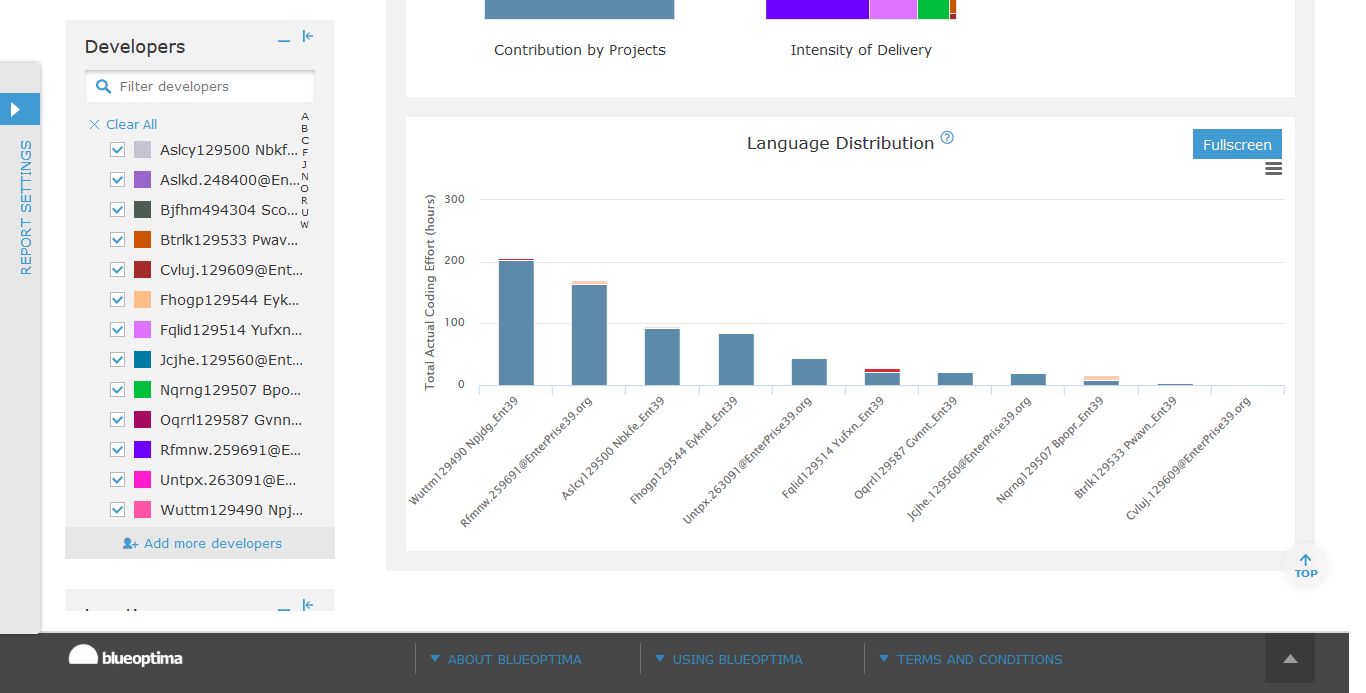 Developers
Filter developers
Clear All
A
B
C
F
J
N
O
R
U
W
Aslcy129500 Nbkf...
Aslkd.248400@En...
Bjfhm494304 Sco...
Btrlk129533 Pwav...
Cvluj.129609@Ent...
Fhogp129544 Eyk...
Fqlid129514 Yufxn...
Jcjhe.129560@Ent...
Nqrng129507 Bpo...
Oqrrl129587 Gvnn...
Rfmnw.259691@E...
Untpx.263091@E...
Wuttm129490 Npj...
Add more developers
REPORT SETTINGS
Contribution by Projects
Intensity of Delivery
Language Distribution ?
Fullscreen
Total Actual Coding Effort (hours)
300
200
100
0
Wuttm129490 Npjdg_Ent39
Rfmnw.259691@EnterPrise39.org
Aslcy129500 Nbkfe_Ent39
Fhogp129544 Eyknd_Ent39
Untpx.263091@EnterPrise39.org
Fqlid129514 Yufxn_Ent39
Oqrrl129587 Gvnnt_Ent39
Jcjhe.129560@EnterPrise39.org
Nqrng129507 Bpopr_Ent39
Btrlk129533 Pwavn_Ent39
Cvluj.129609@EnterPrise39.org
TOP
blueoptima
ABOUT BLUEOPTIMA
USING BLUEOPTIMA
TERMS AND CONDITIONS